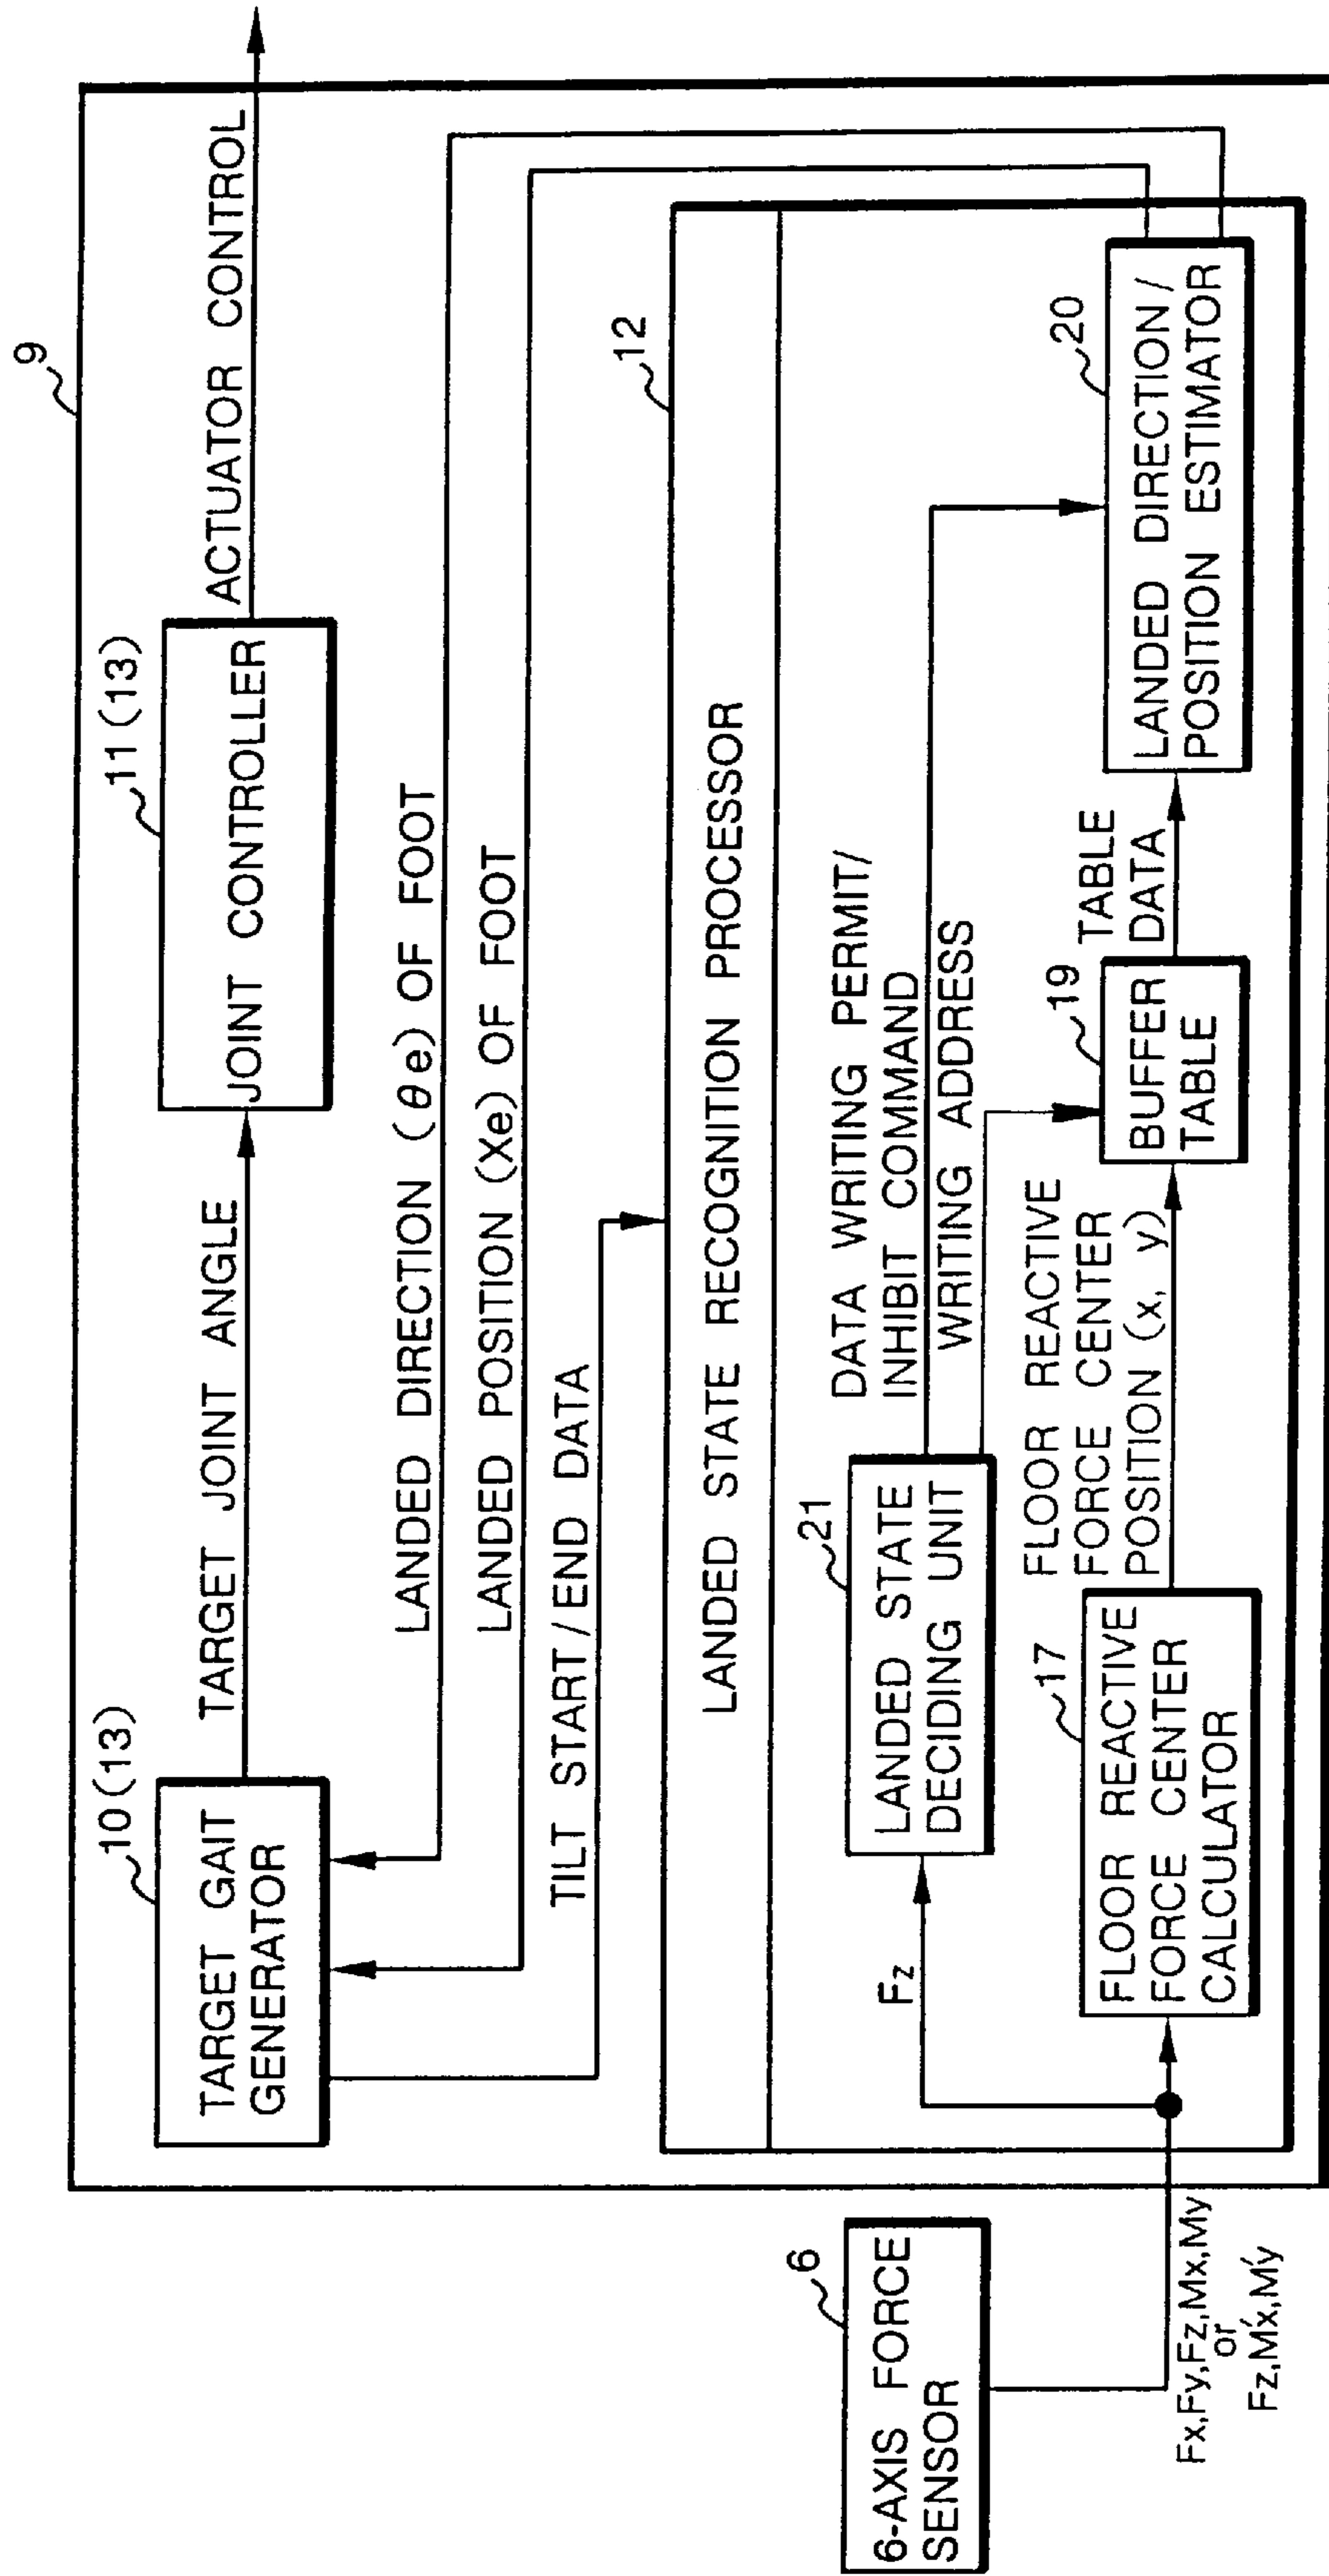 9
10(13)
TARGET GAIT
GENERATOR
TARGET JOINT ANGLE
11(13)
JOINT CONTROLLER
ACTUATOR CONTROL
LANDED DIRECTION (θe) OF FOOT
LANDED POSITION (Xe) OF FOOT
TILT START/END DATA
12
LANDED STATE RECOGNITION PROCESSOR
6
6-AXIS FORCE
SENSOR
Fx,Fy,Fz,Mx,My
or
Fz,M'x,M'y
Fz
21
LANDED STATE
DECIDING UNIT
DATA WRITING PERMIT/
INHIBIT COMMAND
WRITING ADDRESS
17
FLOOR REACTIVE
FORCE CENTER
CALCULATOR
FLOOR REACTIVE
FORCE CENTER
POSITION (x, y)
19
BUFFER
TABLE
TABLE
DATA
20
LANDED DIRECTION/
POSITION ESTIMATOR